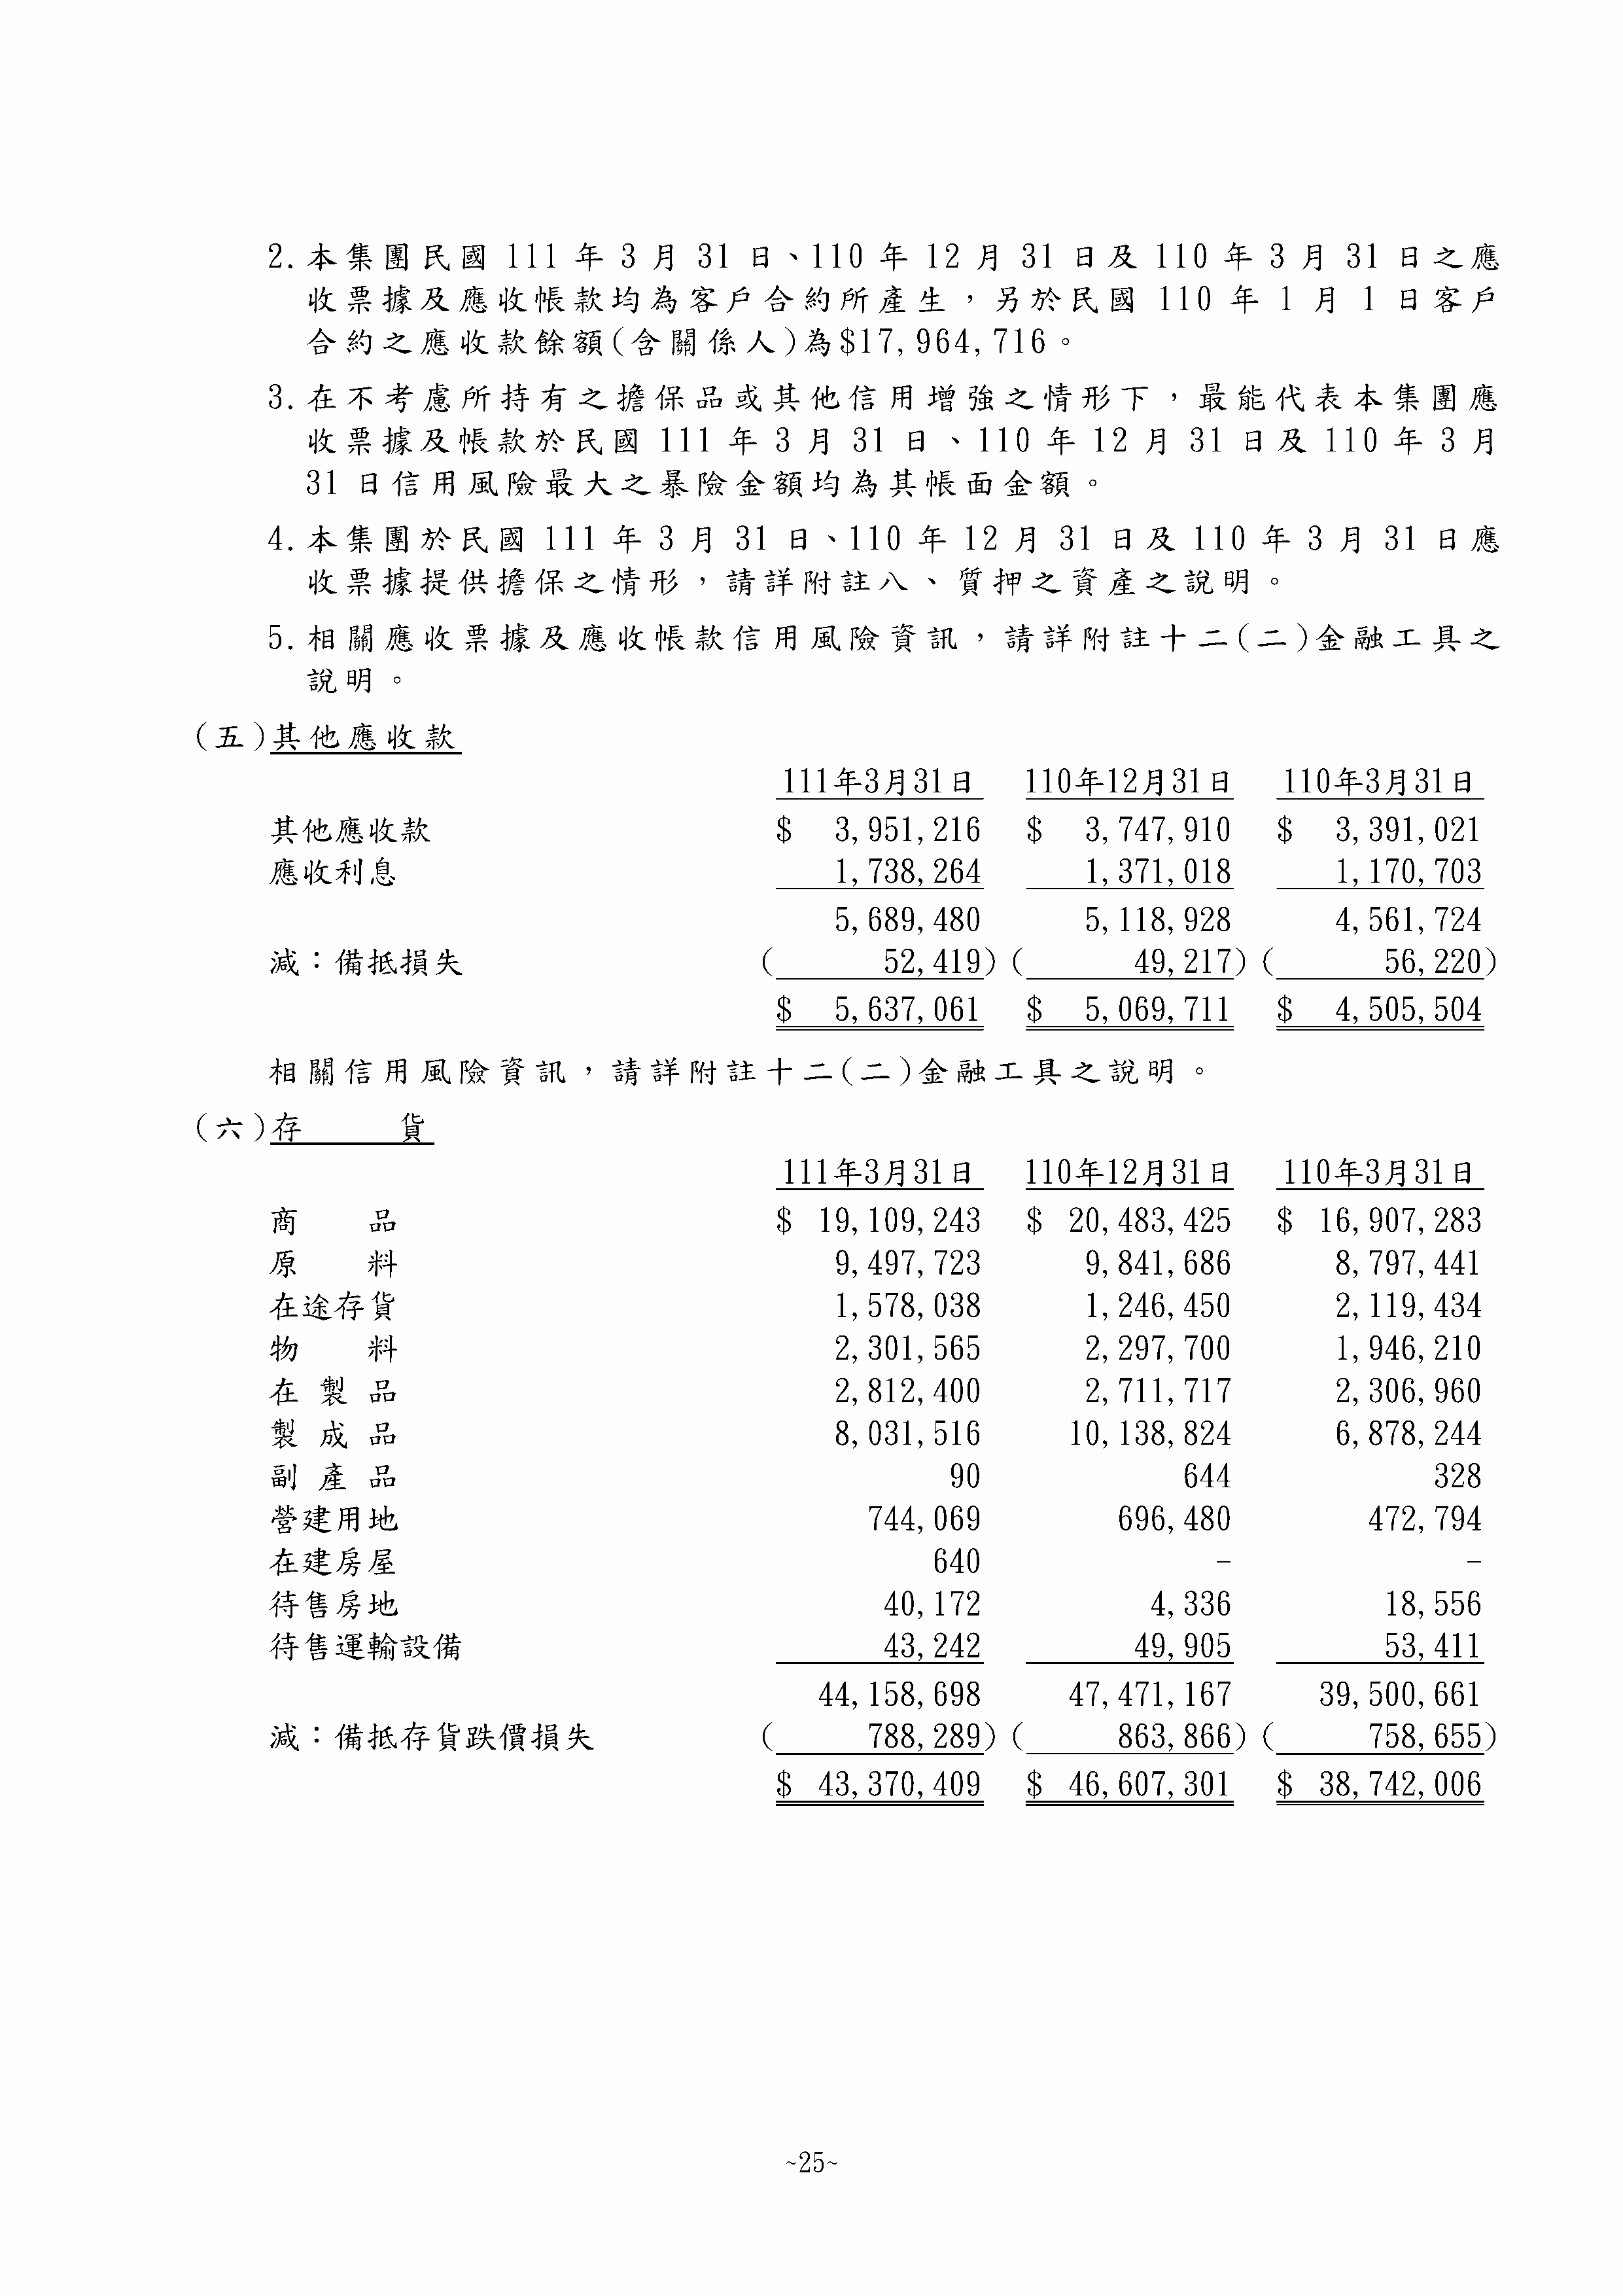 2.本集團民國 111 年 3 月 31 日、110 年 12 月 31 日及 110 年 3 月 31 日之應
收票據及應收帳款均為客戶合約所產生，另於民國 110 年 1 月 1 日客戶
合約之應收款餘額(含關係人)為$17,964,716。
3.在不考慮所持有之擔保品或其他信用增強之情形下，最能代表本集團應
收票據及帳款於民國 111 年 3 月 31 日、110 年 12 月 31 日及 110 年 3 月
31 日信用風險最大之暴險金額均為其帳面金額。
4.本集團於民國 111 年 3 月 31 日、110 年 12 月 31 日及 110 年 3 月 31 日應
收票據提供擔保之情形，請詳附註八、質押之資產之說明。
5.相關應收票據及應收帳款信用風險資訊，請詳附註十二(二)金融工具之
說明。
(五)其他應收款
111年3月31日 110年12月31日 110年3月31日
其他應收款 $ 3,951,216 $ 3,747,910 $ 3,391,021
應收利息 1,738,264 1,371,018 1,170,703
5,689,480 5,118,928 4,561,724
減：備抵損失 ( 52,419) ( 49,217) ( 56,220)
$ 5,637,061 $ 5,069,711 $ 4,505,504
相關信用風險資訊，請詳附註十二(二)金融工具之說明。
(六)存 貨
111年3月31日 110年12月31日 110年3月31日
商 品 $ 19,109,243 $ 20,483,425 $ 16,907,283
原 料 9,497,723 9,841,686 8,797,441
在途存貨 1,578,038 1,246,450 2,119,434
物 料 2,301,565 2,297,700 1,946,210
在 製 品 2,812,400 2,711,717 2,306,960
製 成 品 8,031,516 10,138,824 6,878,244
副 產 品 90 644 328
營建用地 744,069 696,480 472,794
在建房屋 640 - -
待售房地 40,172 4,336 18,556
待售運輸設備 43,242 49,905 53,411
44,158,698 47,471,167 39,500,661
減：備抵存貨跌價損失 ( 788,289) ( 863,866) ( 758,655)
$ 43,370,409 $ 46,607,301 $ 38,742,006
~25~